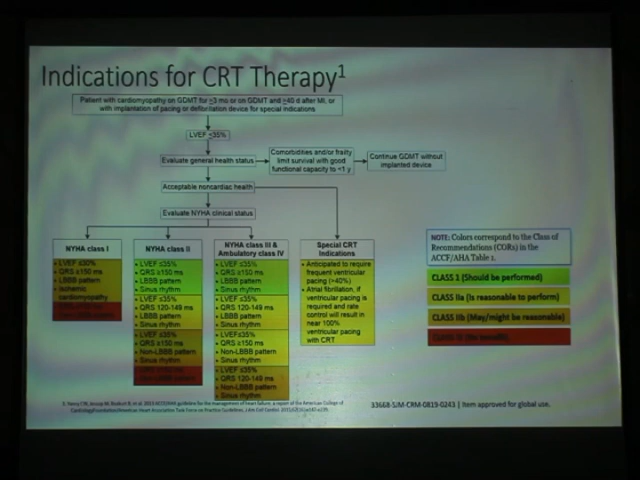 Indications for CRT Therapy1
Patient with cardiomyopathy on GDMT for >3 mo or on GDMT and >40 d after MI, or
with implantation of pacing or defibrillation device for special indications
LVEF ≤35%
Evaluate general health status
Comorbidities and/or frailty
limit survival with good
functional capacity to <1 y
Continue GDMT without
implanted device
Acceptable noncardiac health
Evaluate NYHA clinical status
NYHA class I
• LVEF ≤30%
• QRS ≥150 ms
• LBBB pattern
• Ischemic
cardiomyopathy
NYHA class II
• LVEF ≤35%
• QRS ≥150 ms
• LBBB pattern
• Sinus rhythm
• LVEF ≤35%
• QRS 120-149 ms
• LBBB pattern
• Sinus rhythm
• LVEF ≤35%
• QRS ≥150 ms
• Non-LBBB pattern
• Sinus rhythm
NYHA class III &
Ambulatory class IV
• LVEF ≤35%
• QRS ≥150 ms
• LBBB pattern
• Sinus rhythm
• LVEF ≤35%
• QRS 120-149 ms
• LBBB pattern
• Sinus rhythm
• LVEF≤35%
• QRS ≥150 ms
• Non-LBBB pattern
• Sinus rhythm
• LVEF ≤35%
• QRS 120-149 ms
• Non-LBBB pattern
• Sinus rhythm
Special CRT
Indications
• Anticipated to require
frequent ventricular
pacing (>40%)
• Atrial fibrillation, if
ventricular pacing is
required and rate
control will result in
near 100%
ventricular pacing
with CRT
NOTE: Colors correspond to the Class of
Recommendations (CORs) in the
ACCF/AHA Table 1.
CLASS 1 (Should be performed)
CLASS IIa (Is reasonable to perform)
CLASS IIb (May/might be reasonable)
33668-SJM-CRM-0819-0243 | Item approved for global use.